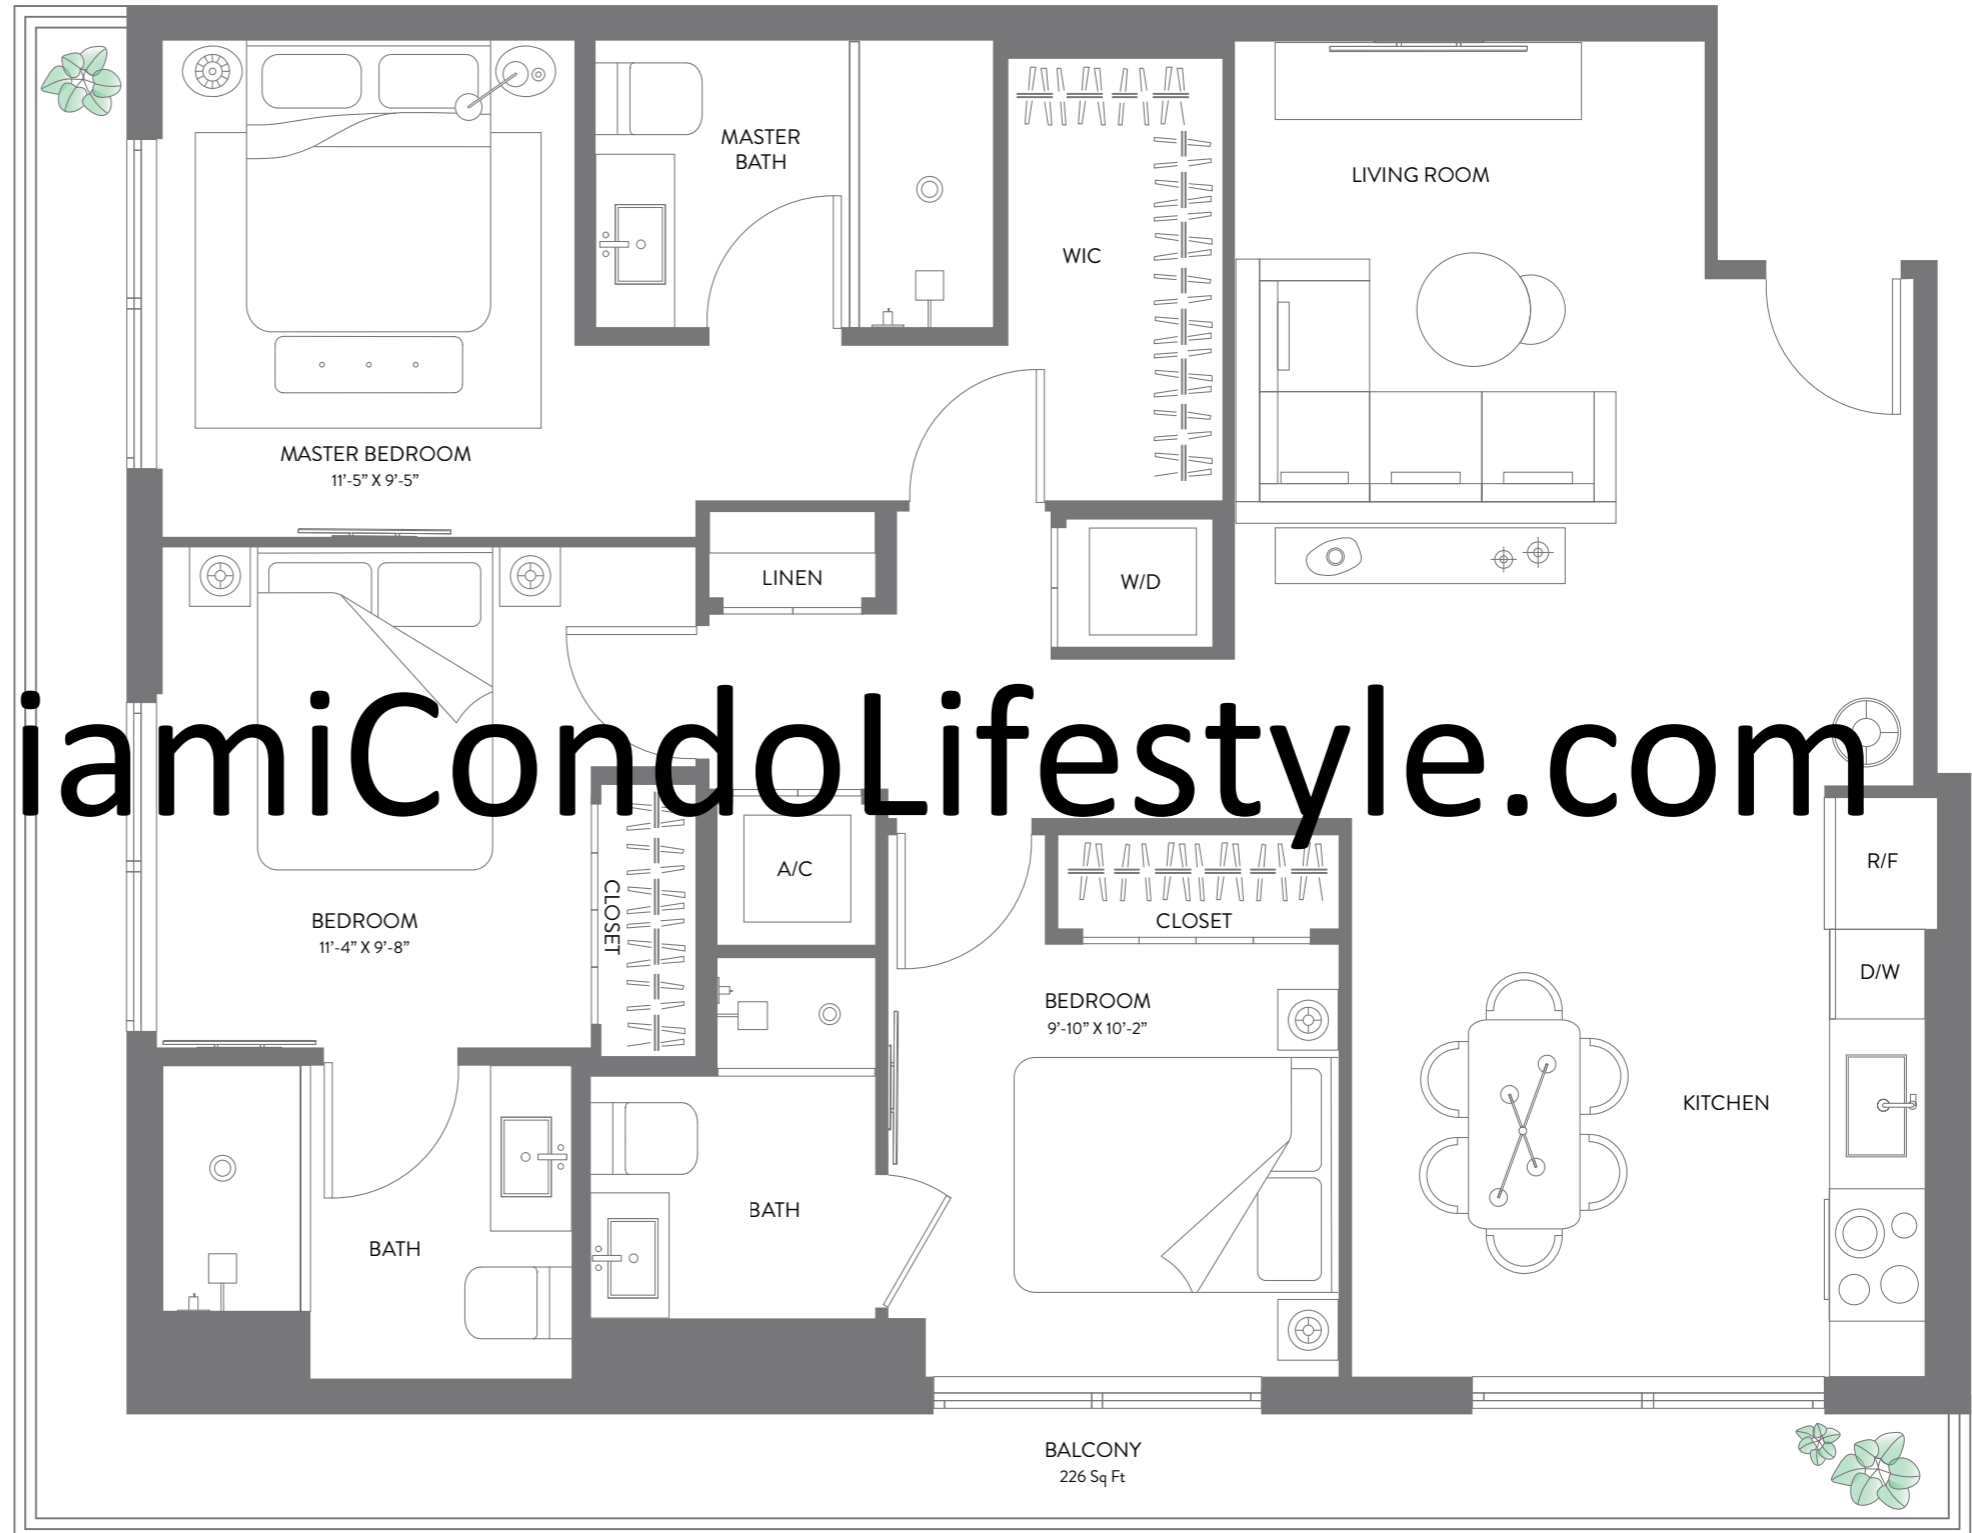 MASTER
BATH
LIVING ROOM
WIC
MASTER BEDROOM
11'-5" X 9'-5"
LINEN
W/D
iamiCondoLifestyle.com
R/F
A/C
CLOSET
BEDROOM
11'-4" X 9'-8"
CLOSET
D/W
BEDROOM
9'-10" X 10'-2"
KITCHEN
BATH
BATH
BALCONY
226 Sq Ft